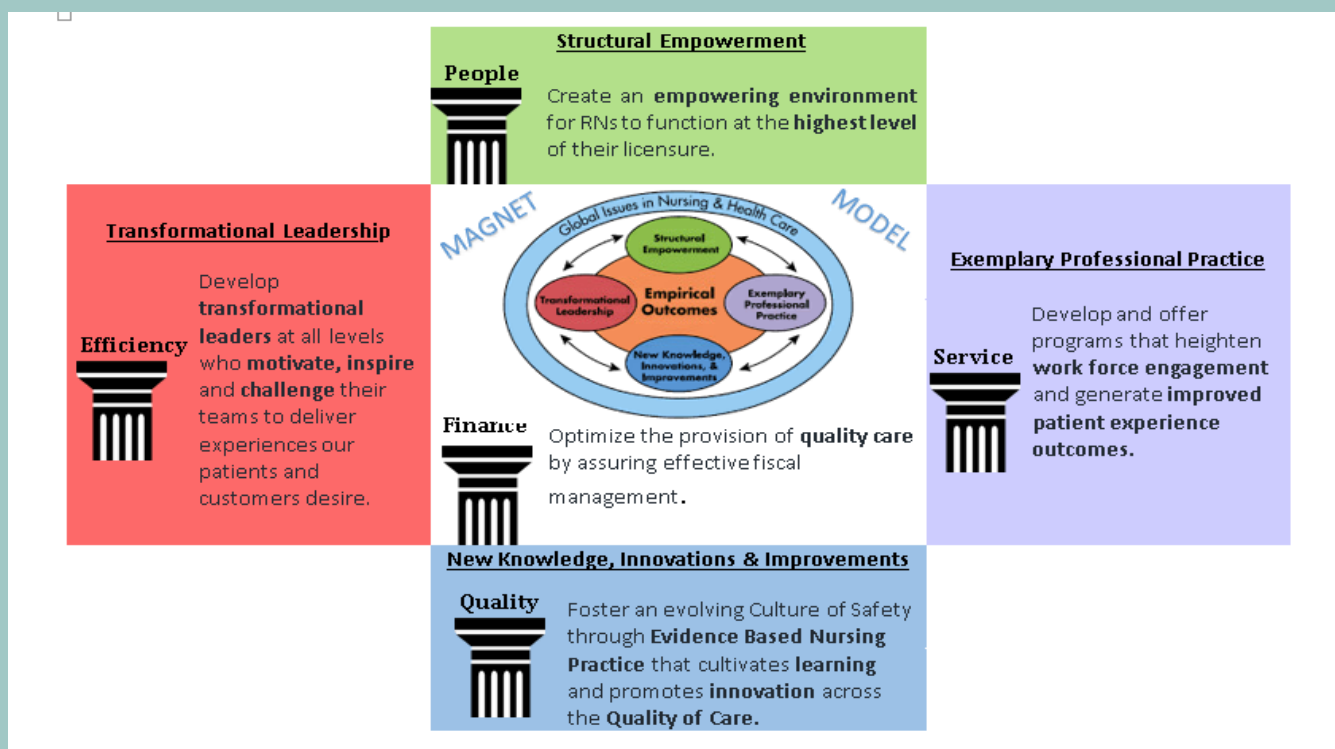 Structural Empowerment
People
Create an empowering environment
for RNs to function at the highest level
of their licensure.
Transformational Leadership
Efficiency
Develop
transformational
leaders at all levels
who motivate, inspire
and challenge their
teams to deliver
experiences our
patients and
customers desire.
MAGNET
MODEL
Global Issues in Nursing & Health Care
Structural
Empowerment
Transformational
Leadership
Empirical
Outcomes
Exemplary
Professional
Practice
New Knowledge,
Innovations, &
Improvements
Finance
Optimize the provision of quality care
by assuring effective fiscal
management.
Exemplary Professional Practice
Service
Develop and offer
programs that heighten
work force engagement
and generate improved
patient experience
outcomes.
New Knowledge, Innovations & Improvements
Quality
Foster an evolving Culture of Safety
through Evidence Based Nursing
Practice that cultivates learning
and promotes innovation across
the Quality of Care.